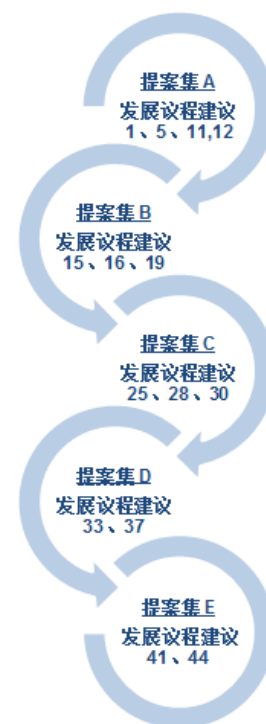 提案集 A
发展议程建议
1、5、11,12
提案集 B
发展议程建议
15、16、19
提案集 C
发展议程建议
25、28、30
提案集 D
发展议程建议
33、37
提案集 E
发展议程建议
41、44